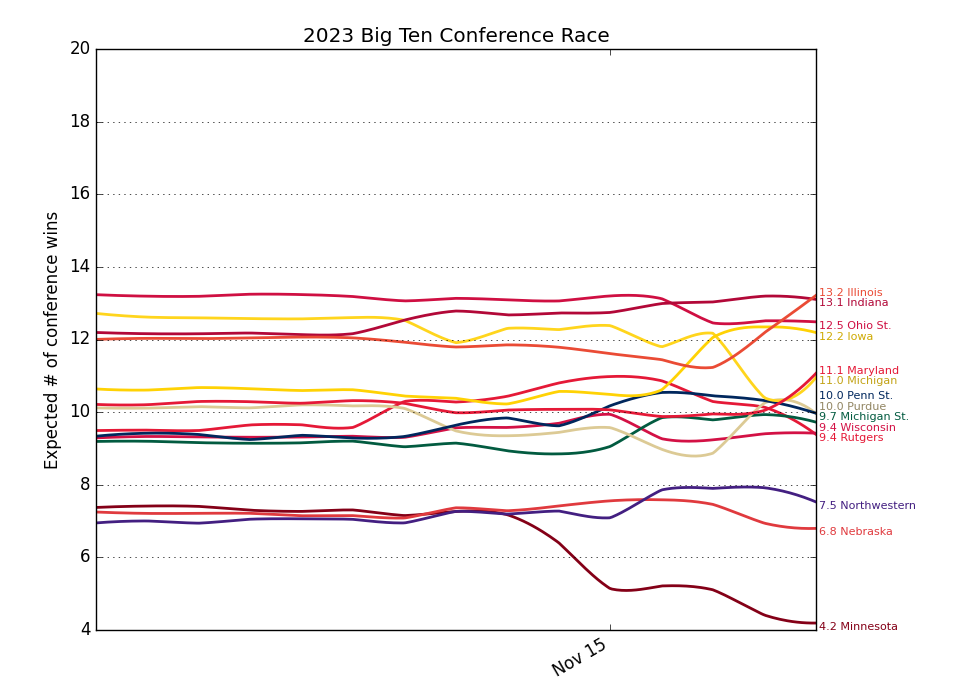 2023 Big Ten Conference Race
Expected # of conference wins
20
18
16
14
12
10
8
6
4
13.2 Illinois
13.1 Indiana
12.5 Ohio St.
12.2 Iowa
11.1 Maryland
11.0 Michigan
10.0 Penn St.
10.0 Purdue
9.7 Michigan St.
9.4 Wisconsin
9.4 Rutgers
7.5 Northwestern
6.8 Nebraska
4.2 Minnesota
Nov 15